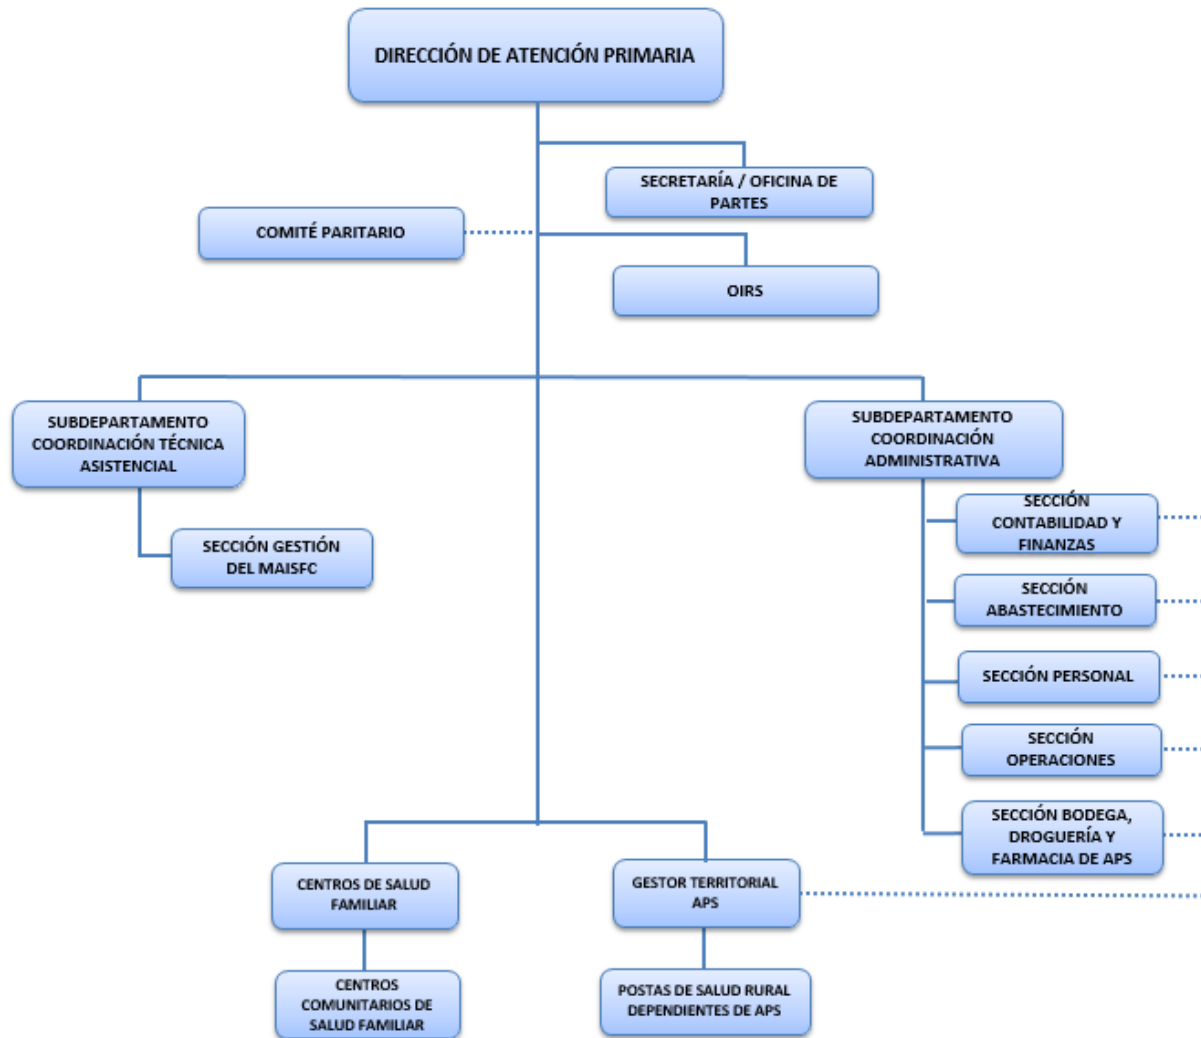 DIRECCIÓN DE ATENCIÓN PRIMARIA
SECRETARÍA / OFICINA DE
PARTES
COMITÉ PARITARIO
OIRS
SUBDEPARTAMENTO
COORDINACIÓN TÉCNICA
ASISTENCIAL
SECCIÓN GESTIÓN
DEL MAISFC
SUBDEPARTAMENTO
COORDINACIÓN
ADMINISTRATIVA
SECCIÓN
CONTABILIDAD Y
FINANZAS
SECCIÓN
ABASTECIMIENTO
SECCIÓN PERSONAL
SECCIÓN
OPERACIONES
SECCIÓN BODEGA,
DROGUERÍA Y
FARMACIA DE APS
CENTROS DE SALUD
FAMILIAR
GESTOR TERRITORIAL
APS
CENTROS
COMUNITARIOS DE
SALUD FAMILIAR
POSTAS DE SALUD RURAL
DEPENDIENTES DE APS